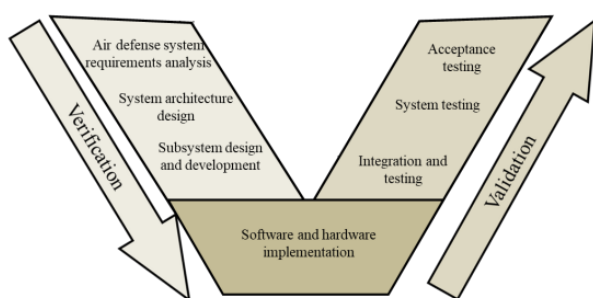 Air defense system
requirements analysis
System architecture
design
Subsystem design
and development
Verification
Software and hardware
implementation
Acceptance
testing
System testing
Integration and
testing
Validation